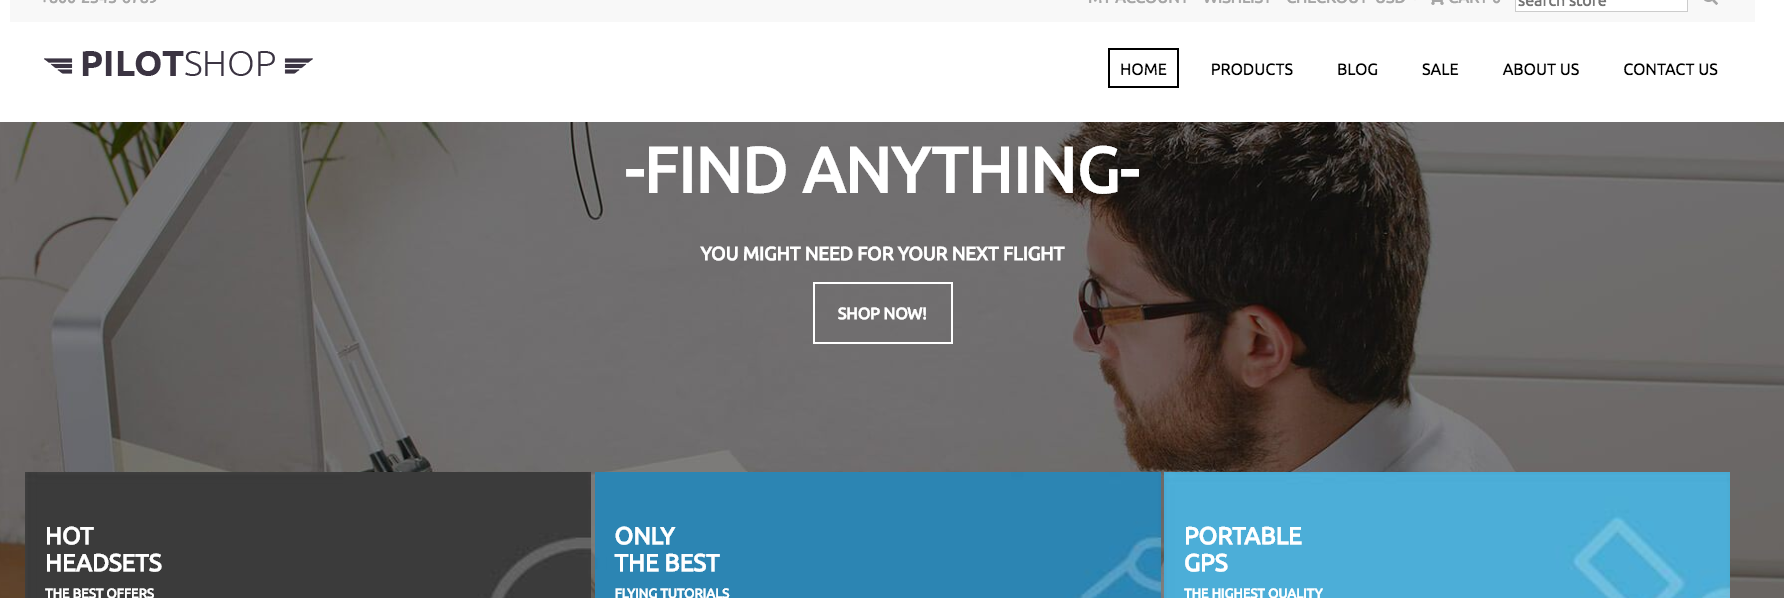 +800-2345-6789
MY ACCOUNT WISHLIST CHECKOUT USD CART 0 search store
PILOTSHOP
HOME PRODUCTS BLOG SALE ABOUT US CONTACT US
-FIND ANYTHING-
YOU MIGHT NEED FOR YOUR NEXT FLIGHT
SHOP NOW!
HOT
HEADSETS
THE BEST OFFERS
ONLY
THE BEST
FLYING TUTORIALS
PORTABLE
GPS
THE HIGHEST QUALITY